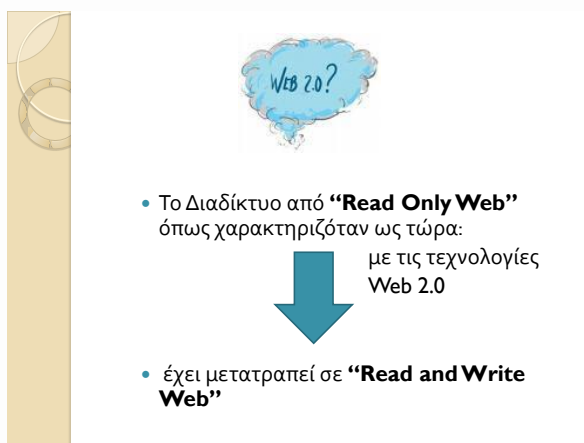 WEB 2.0?
• Το Διαδίκτυο από “Read Only Web”
όπως χαρακτηριζόταν ως τώρα:
με τις τεχνολογίες
Web 2.0
• έχει μετατραπεί σε “Read and Write
Web”